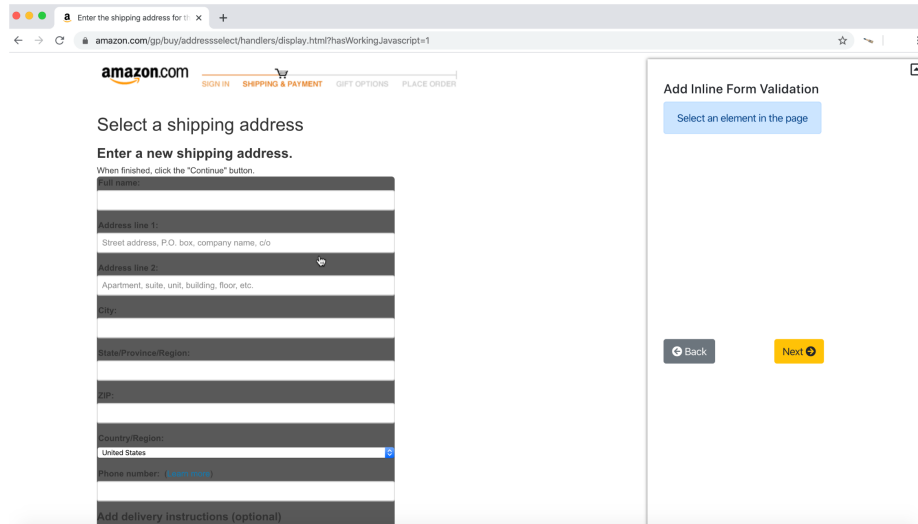 a Enter the shipping address for th
amazon.com/gp/buy/addressselect/handlers/display.html?hasWorkingJavascript=1
amazon.com
SIGN IN SHIPPING & PAYMENT GIFT OPTIONS PLACE ORDER
Select a shipping address
Enter a new shipping address.
When finished, click the "Continue" button.
Full name:
Address line 1:
Street address, P.O. box, company name, c/o
Address line 2:
Apartment, suite, unit, building, floor, etc.
City:
State/Province/Region:
ZIP:
Country/Region:
United States
Phone number: (Learn more)
Add delivery instructions (optional)
Add Inline Form Validation
Select an element in the page
Back Next